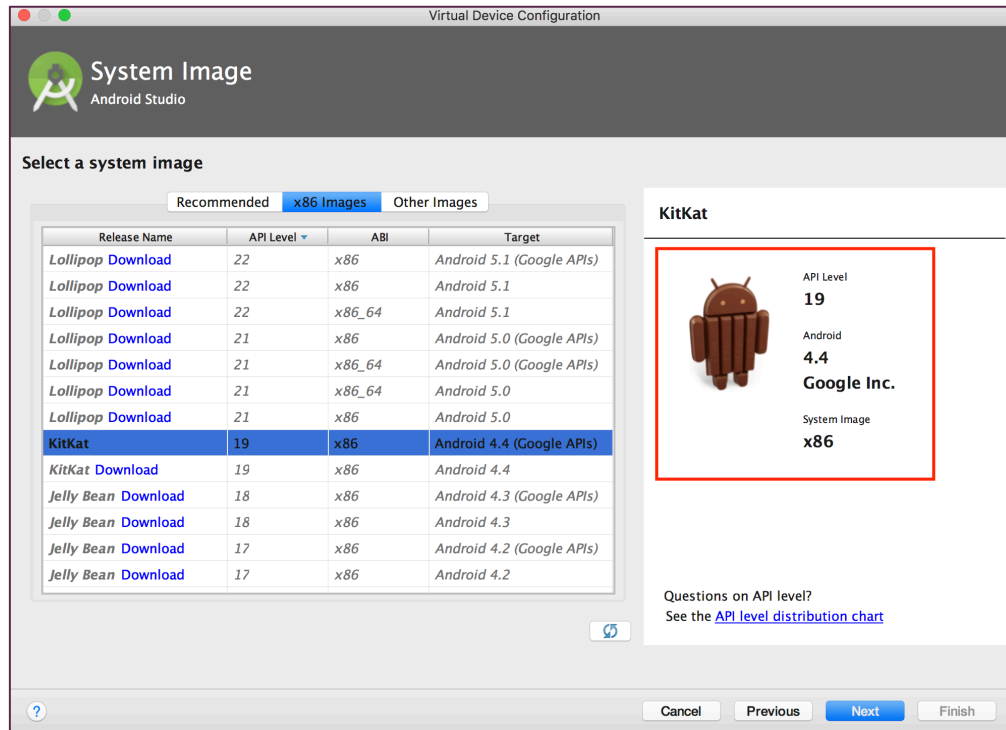 Virtual Device Configuration
System Image
Android Studio
Select a system image
Recommended x86 Images Other Images
Release Name API Level ABI Target
Lollipop Download 22 x86 Android 5.1 (Google APIs)
Lollipop Download 22 x86 Android 5.1
Lollipop Download 22 x86_64 Android 5.1
Lollipop Download 21 x86 Android 5.0 (Google APIs)
Lollipop Download 21 x86_64 Android 5.0 (Google APIs)
Lollipop Download 21 x86_64 Android 5.0
Lollipop Download 21 x86 Android 5.0
KitKat 19 x86 Android 4.4 (Google APIs)
KitKat Download 19 x86 Android 4.4
Jelly Bean Download 18 x86 Android 4.3 (Google APIs)
Jelly Bean Download 18 x86 Android 4.3
Jelly Bean Download 17 x86 Android 4.2 (Google APIs)
Jelly Bean Download 17 x86 Android 4.2
KitKat
API Level
19
Android
4.4
Google Inc.
System Image
x86
Questions on API level?
See the API level distribution chart
? Cancel Previous Next Finish